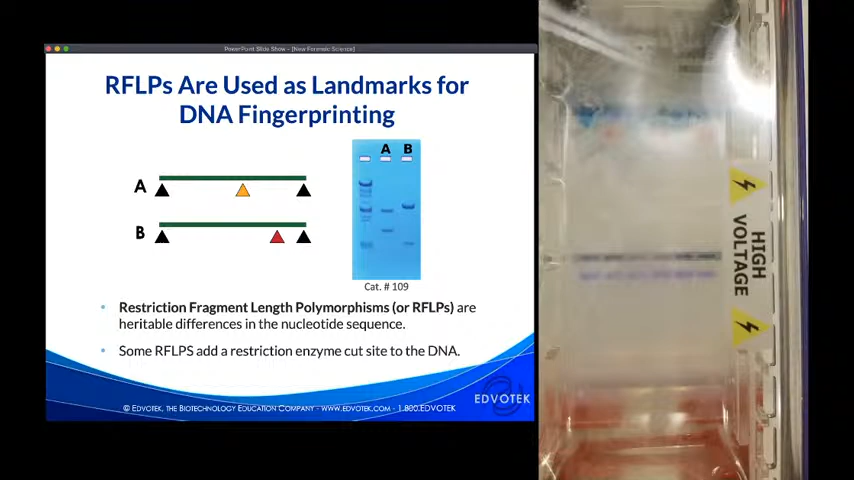 PowerPoint Slide Show - [New Forensic Science]
RFLPs Are Used as Landmarks for
DNA Fingerprinting
A B
A
B
Cat. # 109
• Restriction Fragment Length Polymorphisms (or RFLPs) are
heritable differences in the nucleotide sequence.
• Some RFLPS add a restriction enzyme cut site to the DNA.
© EDVOTEK, THE BIOTECHNOLOGY EDUCATION COMPANY - WWW.EDVOTEK.COM - 1.800.EDVOTEK
EDVOTEK
HIGH
VOLTAGE